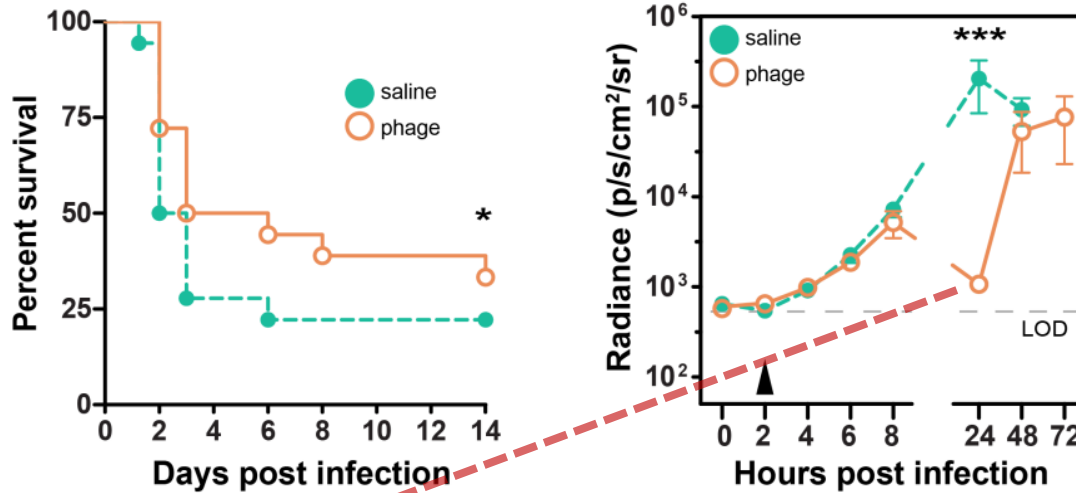 Percent survival
100
75
50
25
0
saline
phage
*
0 2 4 6 8 10 12 14
Days post infection
Radiance (p/s/cm²/sr)
10⁶
10⁵
10⁴
10³
10²
saline
phage
***
LOD
0 2 4 6 8 24 48 72
Hours post infection